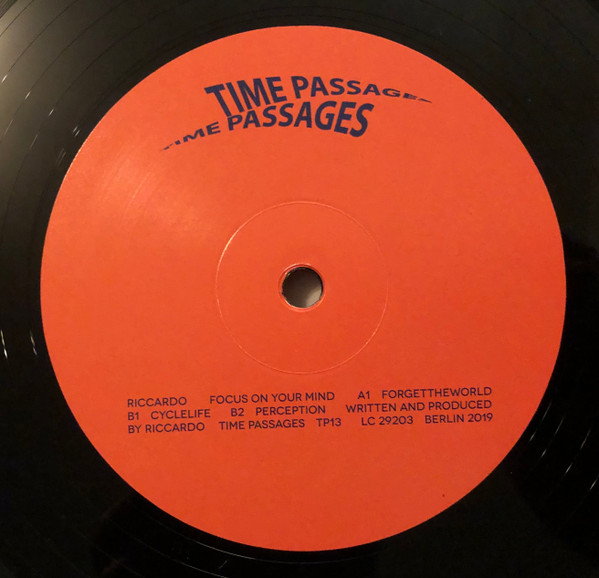 TIME PASSAGES
TIME PASSAGES
RICCARDO FOCUS ON YOUR MIND A1 FORGETTHEWORLD
B1 CYCLELIFE B2 PERCEPTION WRITTEN AND PRODUCED
BY RICCARDO TIME PASSAGES TP13 LC 29203 BERLIN 2019